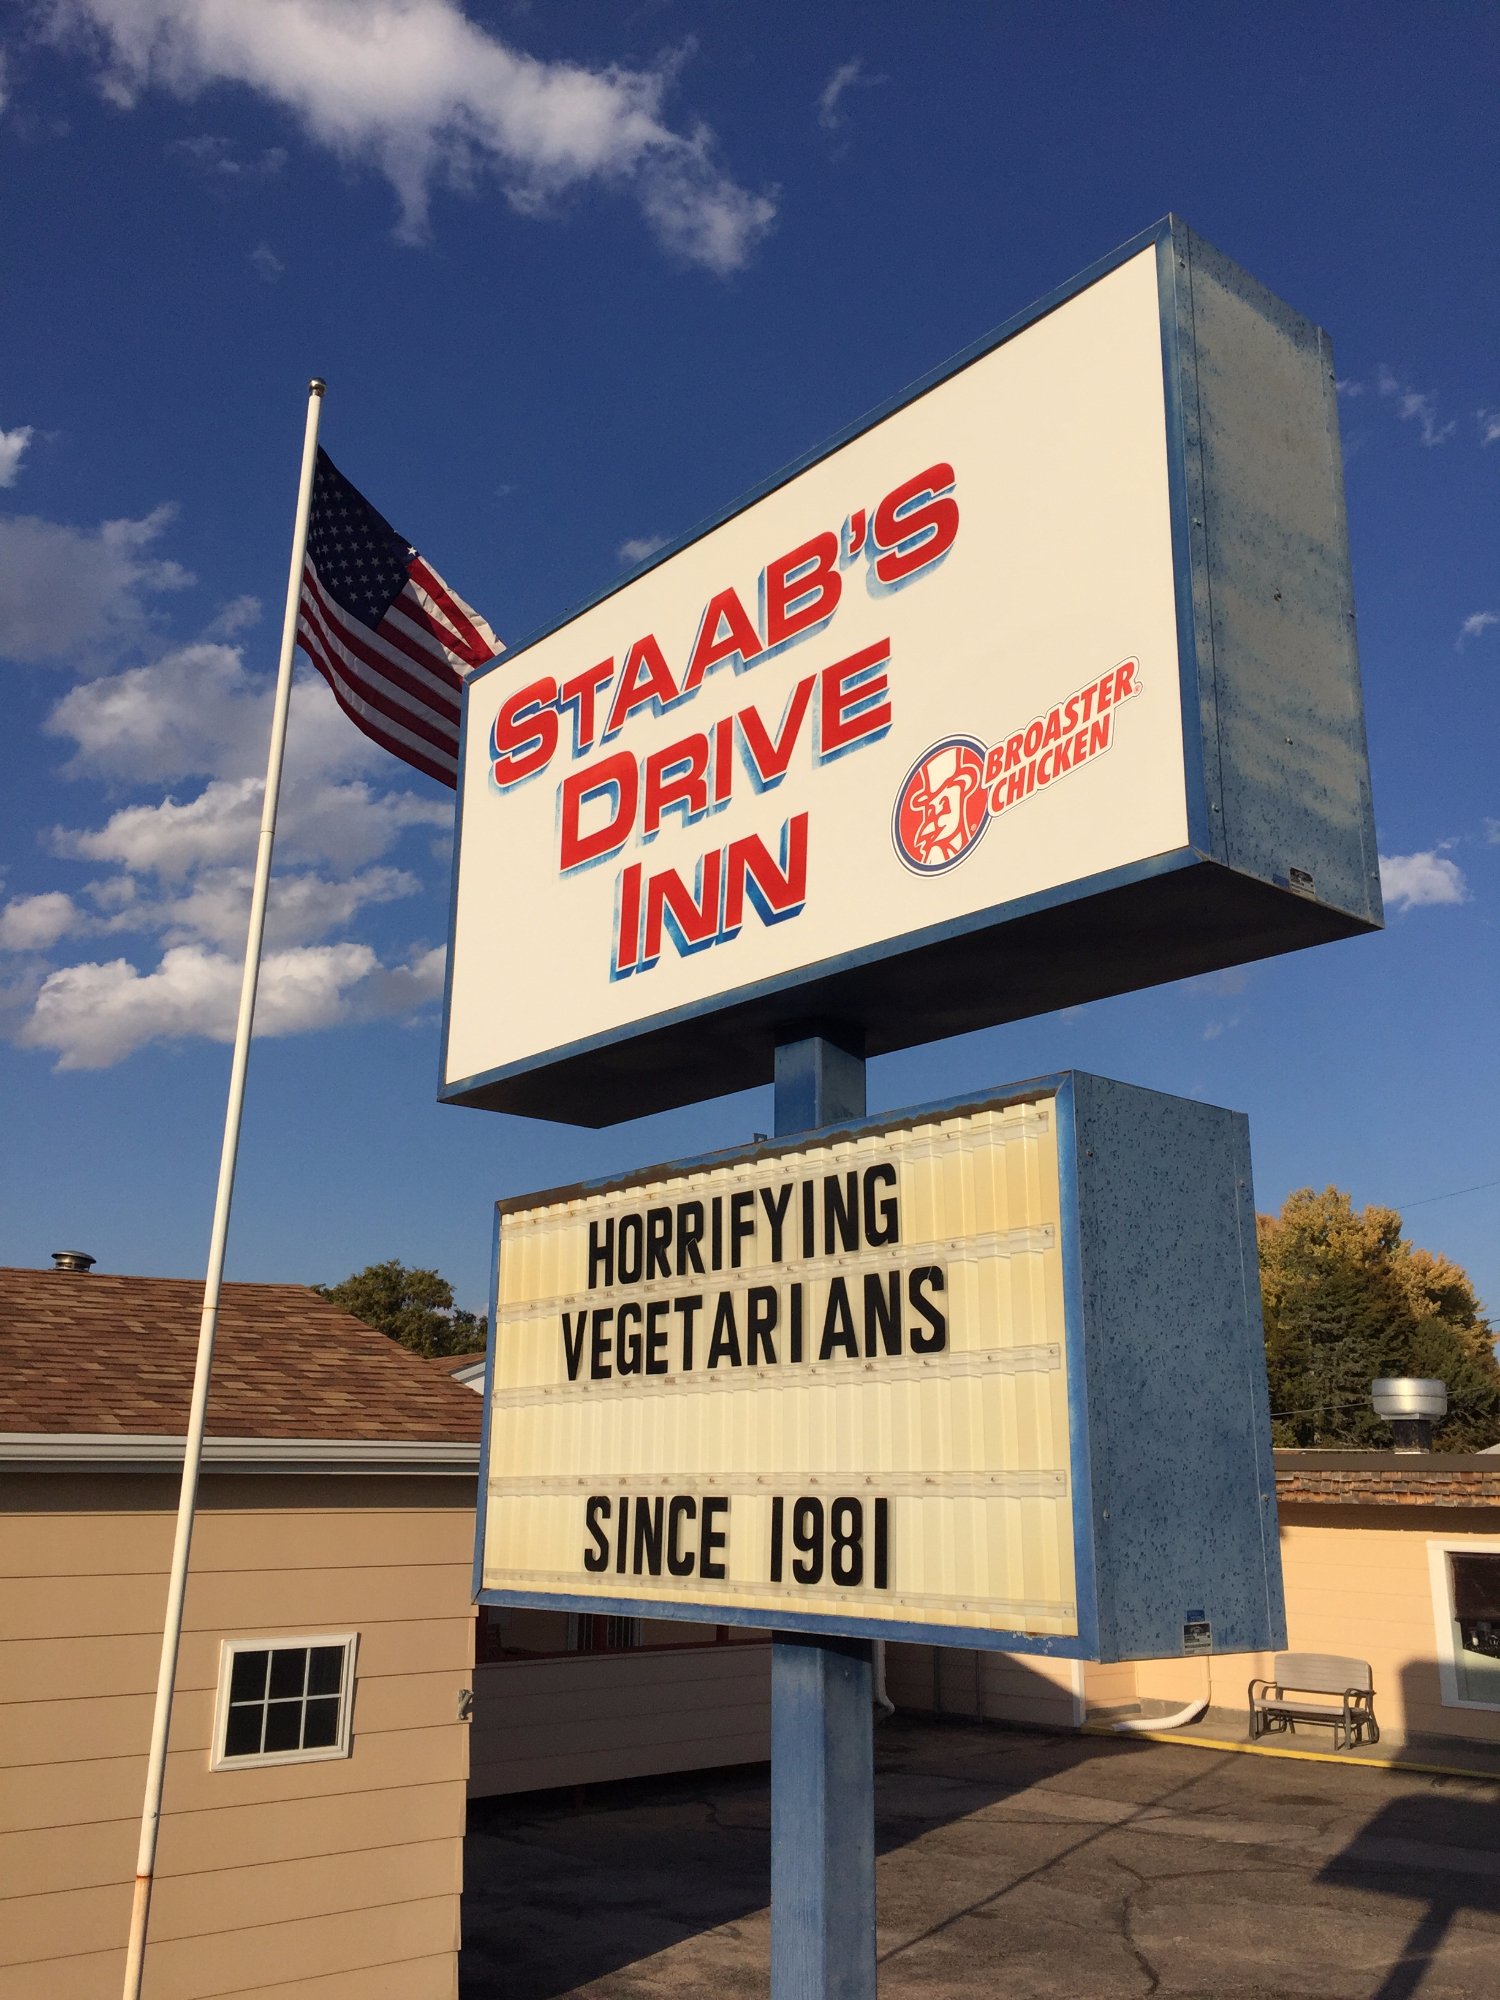 STAAB'S
DRIVE
INN
BROASTER
CHICKEN
HORRIFYING
VEGETARIANS
SINCE 1981